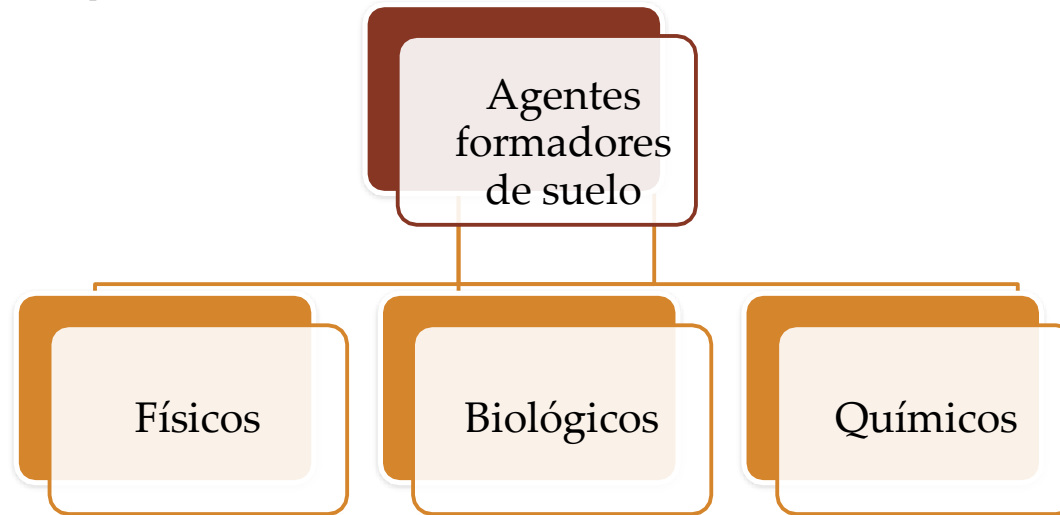 Agentes
formadores
de suelo
Físicos
Biológicos
Químicos